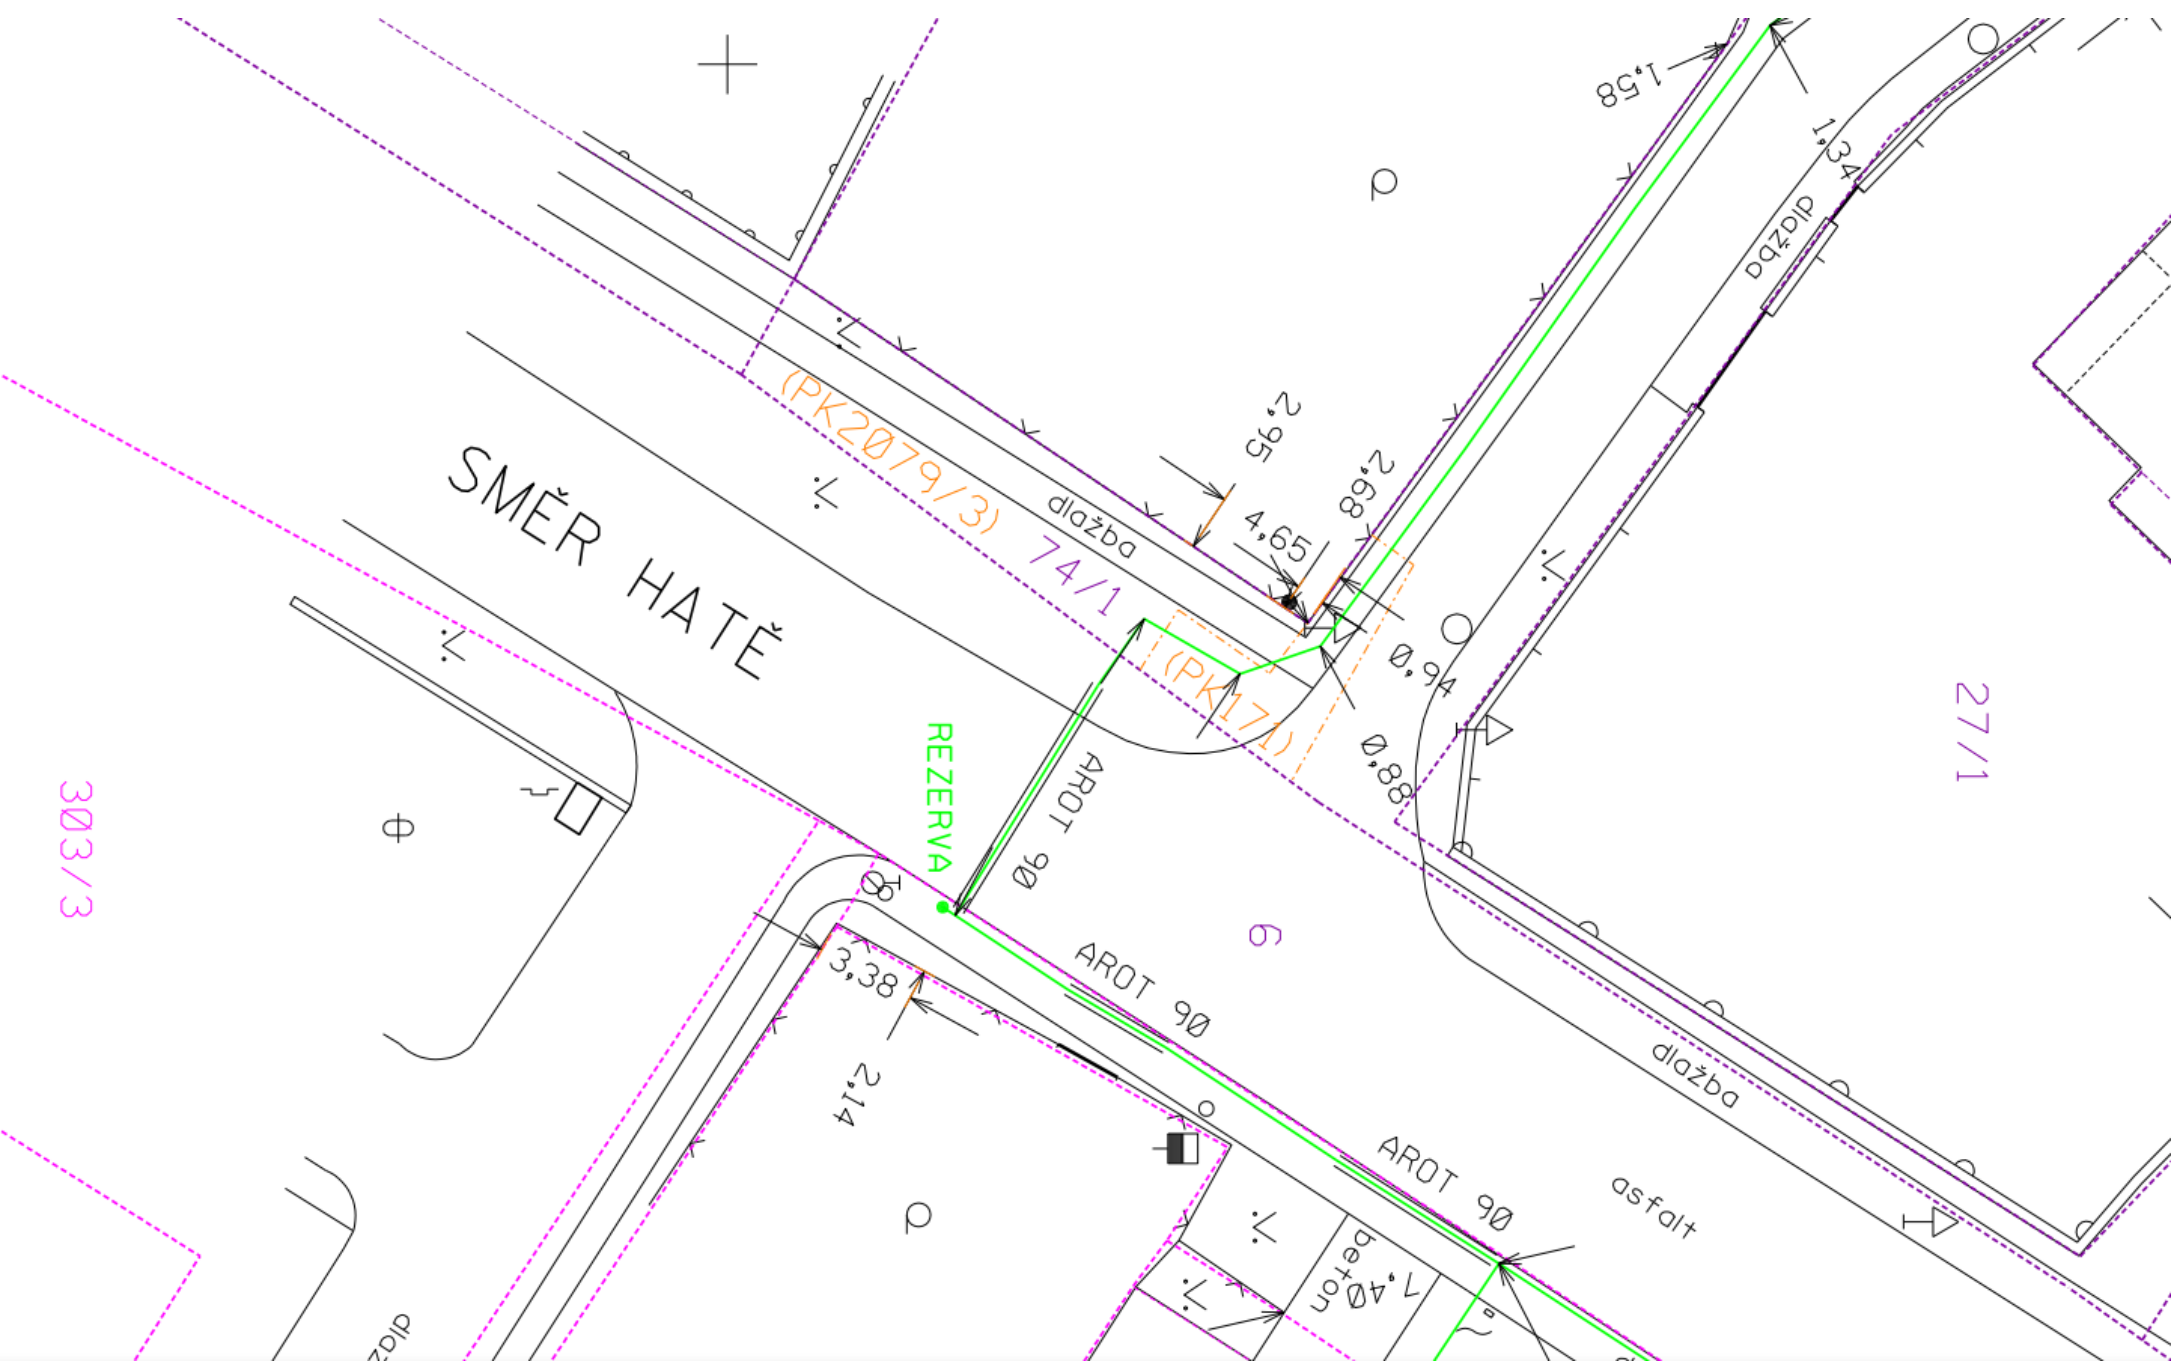 1,58
1,34
dlažba
(PK2079/3)
2,95
2,68
SMĚR HATĚ
dlažba
4,65
74/1
0,94
(PK171)
27/1
REZERVA
AROT 90
0,88
303/3
6
3,38
AROT 90
dlažba
2,14
AROT 90
asfalt
beton
7,40